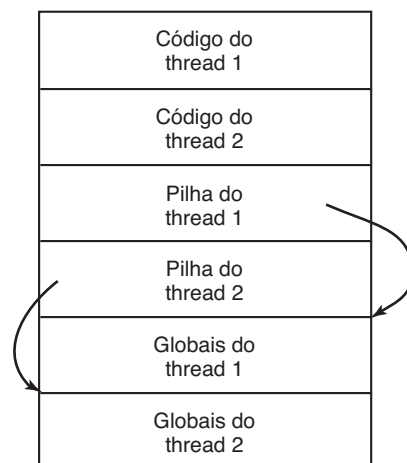 Código do
thread 1
Código do
thread 2
Pilha do
thread 1
Pilha do
thread 2
Globais do
thread 1
Globais do
thread 2